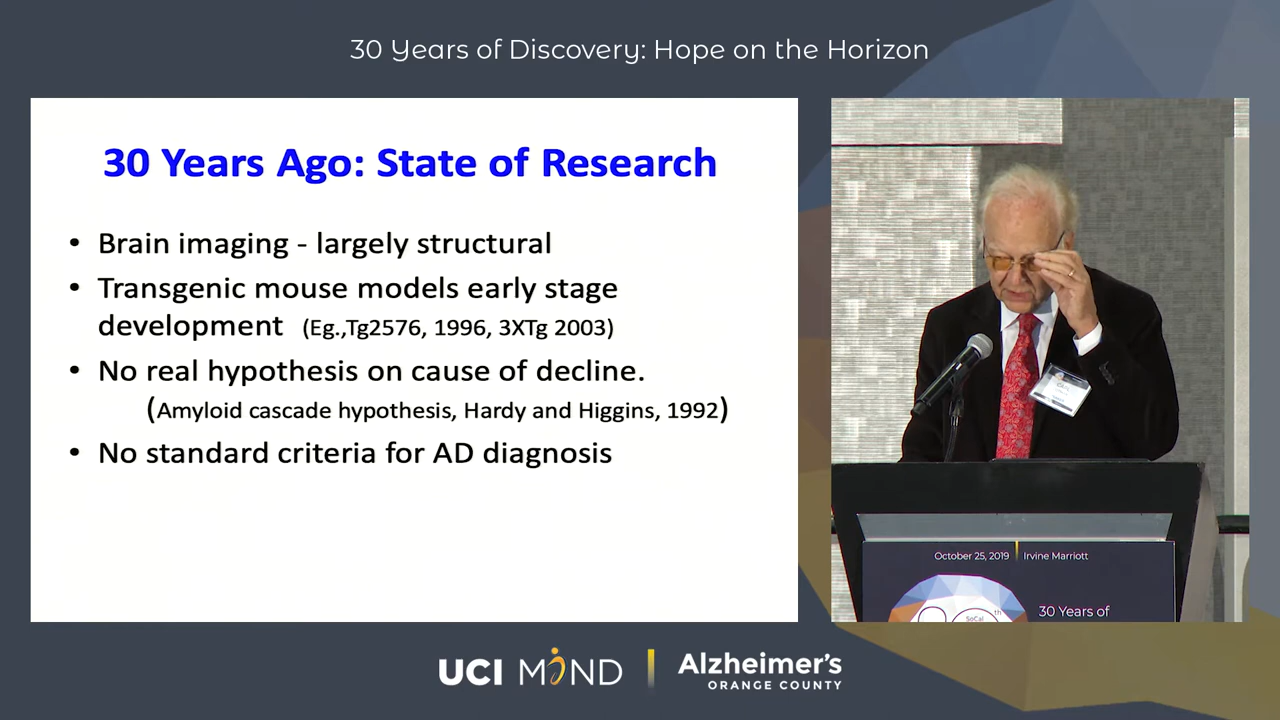 30 Years of Discovery: Hope on the Horizon
30 Years Ago: State of Research
• Brain imaging - largely structural
• Transgenic mouse models early stage
development (Eg.,Tg2576, 1996, 3XTg 2003)
• No real hypothesis on cause of decline.
(Amyloid cascade hypothesis, Hardy and Higgins, 1992)
• No standard criteria for AD diagnosis
October 25, 2019 Irvine Marriott
SoCal
th
30 Years of
UCI MIND
Alzheimer's
ORANGE COUNTY